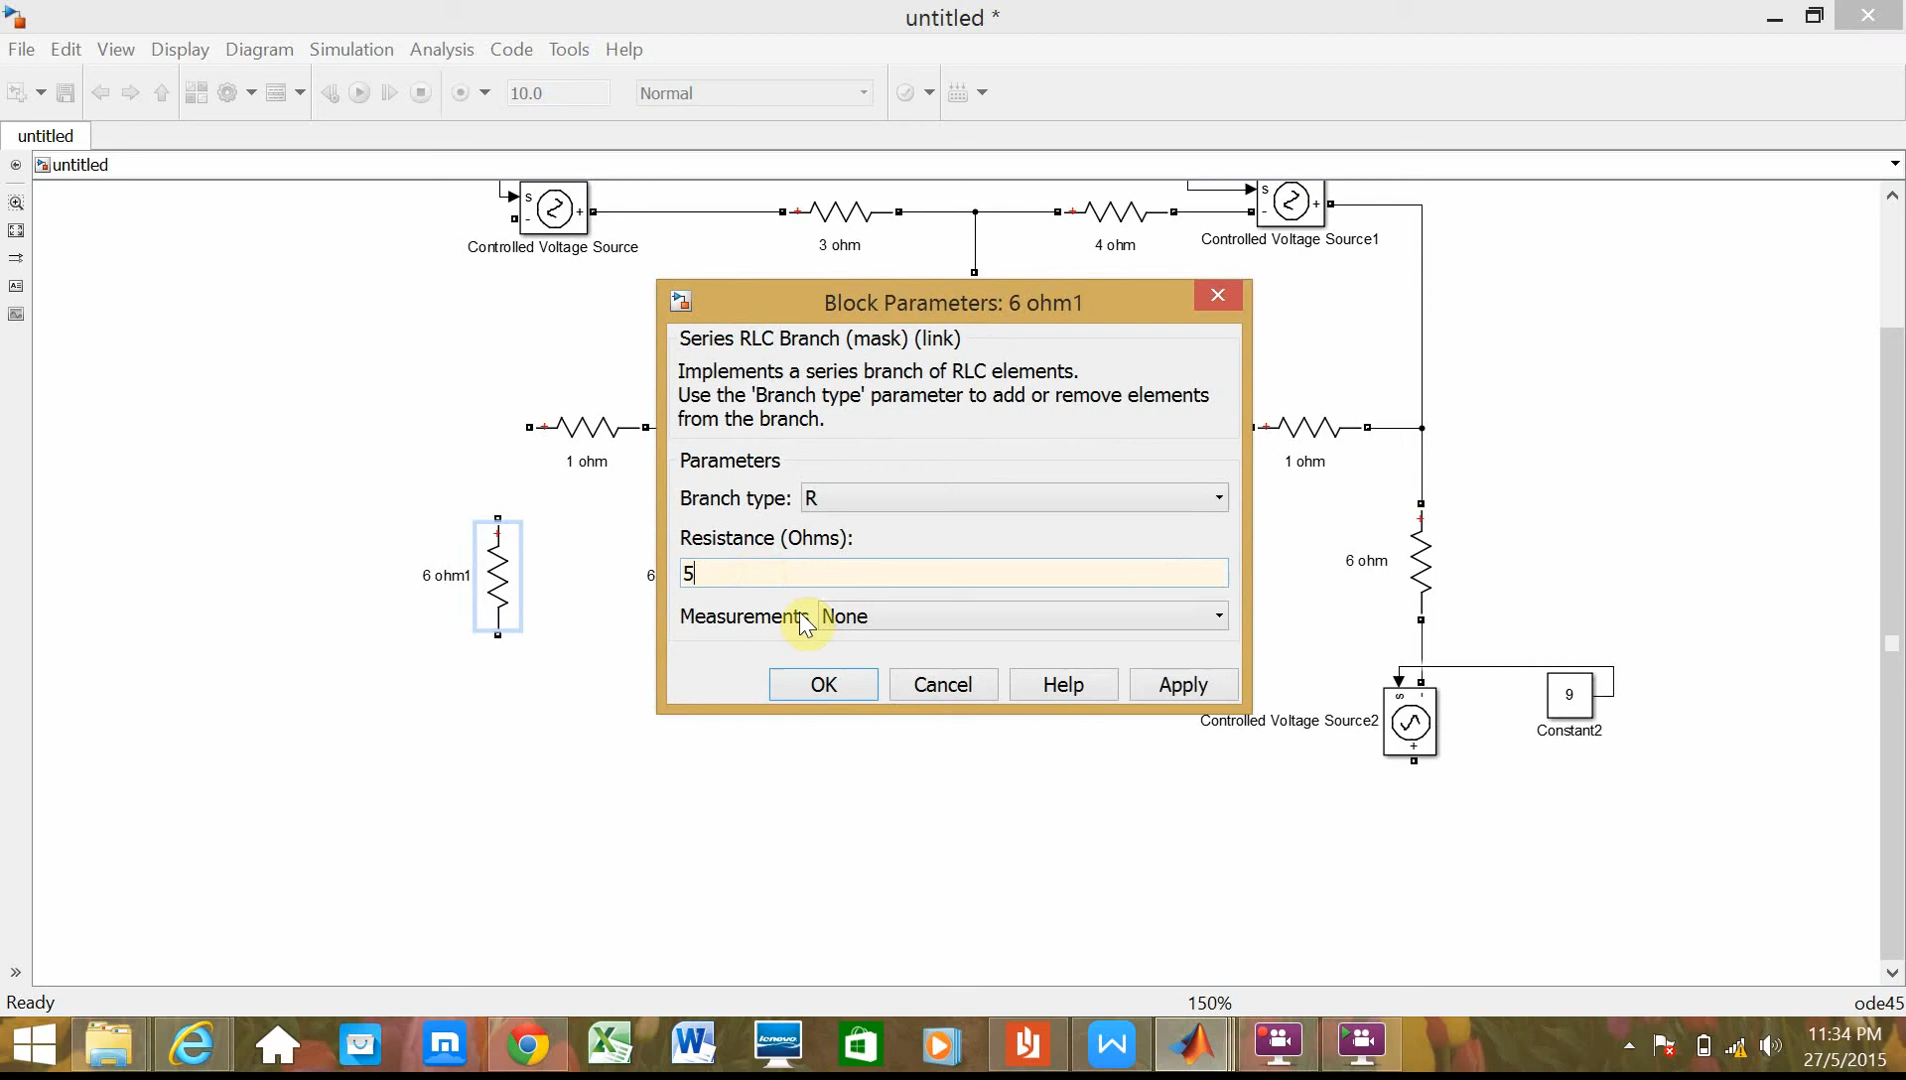 untitled *
File Edit View Display Diagram Simulation Analysis Code Tools Help
10.0 Normal
untitled
untitled
s + -
Controlled Voltage Source
+
3 ohm
+
4 ohm
s + -
Controlled Voltage Source1
Block Parameters: 6 ohm1
Series RLC Branch (mask) (link)
Implements a series branch of RLC elements.
Use the 'Branch type' parameter to add or remove elements
from the branch.
Parameters
Branch type: R
Resistance (Ohms):
5
Measurements None
OK Cancel Help Apply
+
1 ohm
+
1 ohm
+
6 ohm1
6
+
6 ohm
Controlled Voltage Source2
s - +
9
Constant2
Ready 150% ode45
lenovo
11:34 PM
27/5/2015